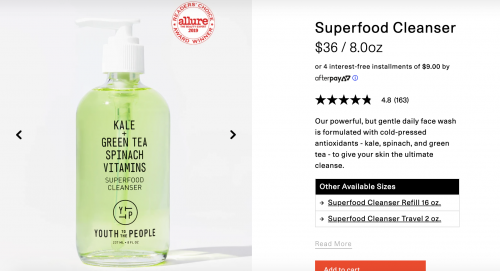 READERS' CHOICE
allure
AWARD WINNER
KALE
+
GREEN TEA
SPINACH
VITAMINS
SUPERFOOD
CLEANSER
YTTP
YOUTH TO THE PEOPLE
237 ML • 8 FL OZ
Superfood Cleanser
$36 / 8.0oz
or 4 interest-free installments of $9.00 by
afterpay
4.8 (163)
Our powerful, but gentle daily face wash
is formulated with cold-pressed
antioxidants - kale, spinach, and green
tea - to give your skin the ultimate
cleanse.
Other Available Sizes
→ Superfood Cleanser Refill 16 oz.
→ Superfood Cleanser Travel 2 oz.
Read More
Add to cart